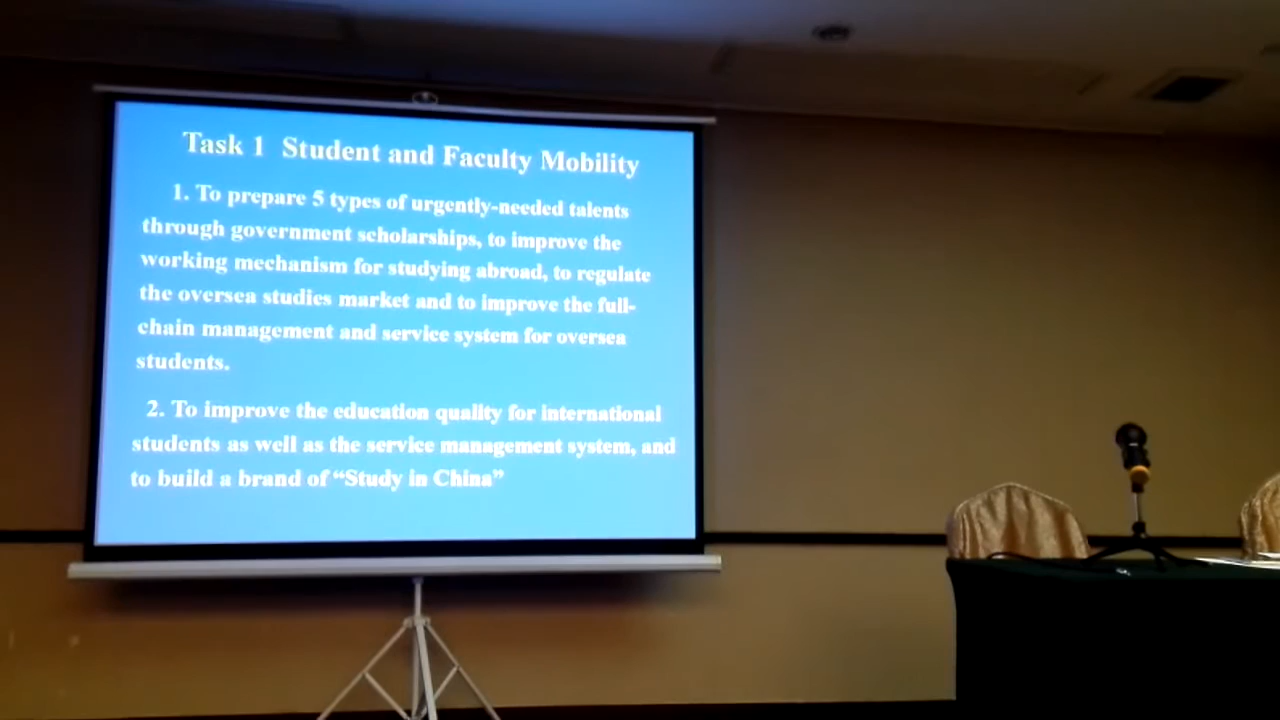 Task 1 Student and Faculty Mobility
1. To prepare 5 types of urgently-needed talents
through government scholarships, to improve the
working mechanism for studying abroad, to regulate
the oversea studies market and to improve the full-
chain management and service system for oversea
students.
2. To improve the education quality for international
students as well as the service management system, and
to build a brand of “Study in China”